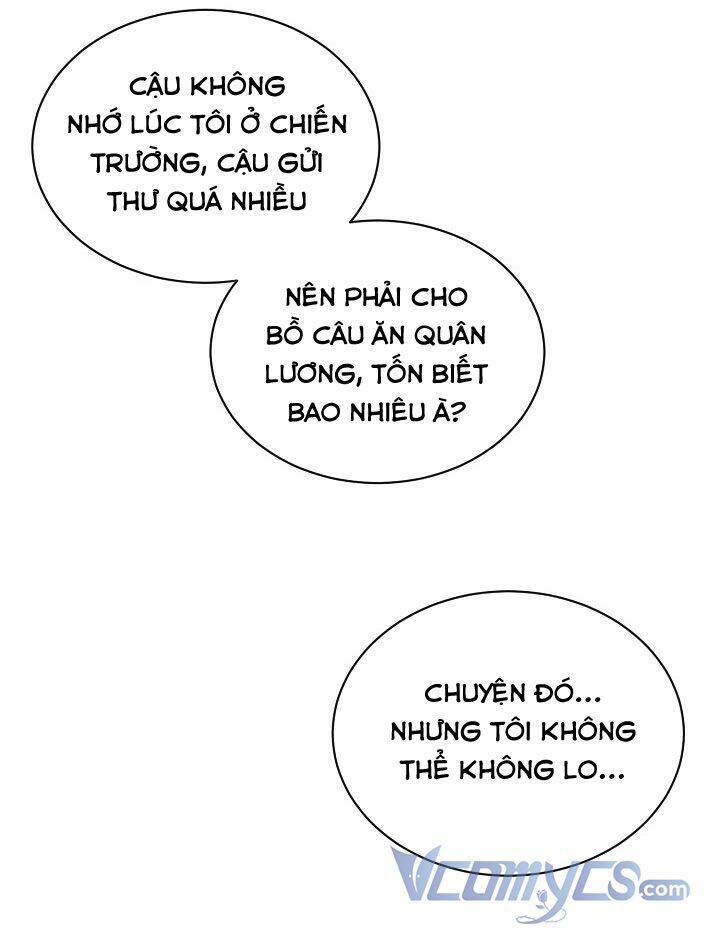 CẬU KHÔNG
NHỚ LÚC TÔI Ở CHIẾN
TRƯỜNG, CẬU GỬI
THƯ QUÁ NHIỀU
NÊN PHẢI CHO
BỒ CÂU ĂN QUÂN
LƯƠNG, TỐN BIẾT
BAO NHIÊU À?
CHUYỆN ĐÓ...
NHƯNG TÔI KHÔNG
THỂ KHÔNG LO...
VCOMYCS.com